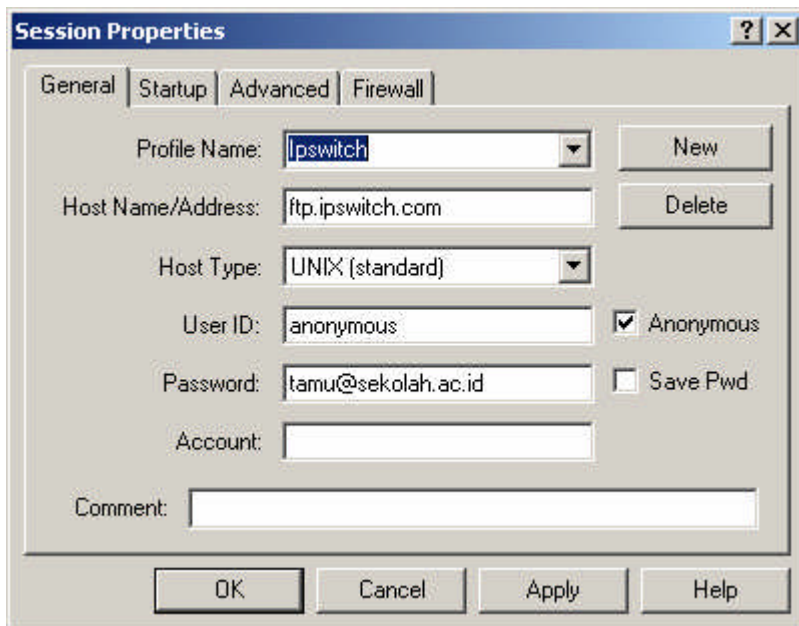 Session Properties
General Startup Advanced Firewall
Profile Name: Ipswitch New
Host Name/Address: ftp.ipswitch.com Delete
Host Type: UNIX (standard)
User ID: anonymous Anonymous
Password: tamu@sekolah.ac.id Save Pwd
Account:
Comment:
OK Cancel Apply Help